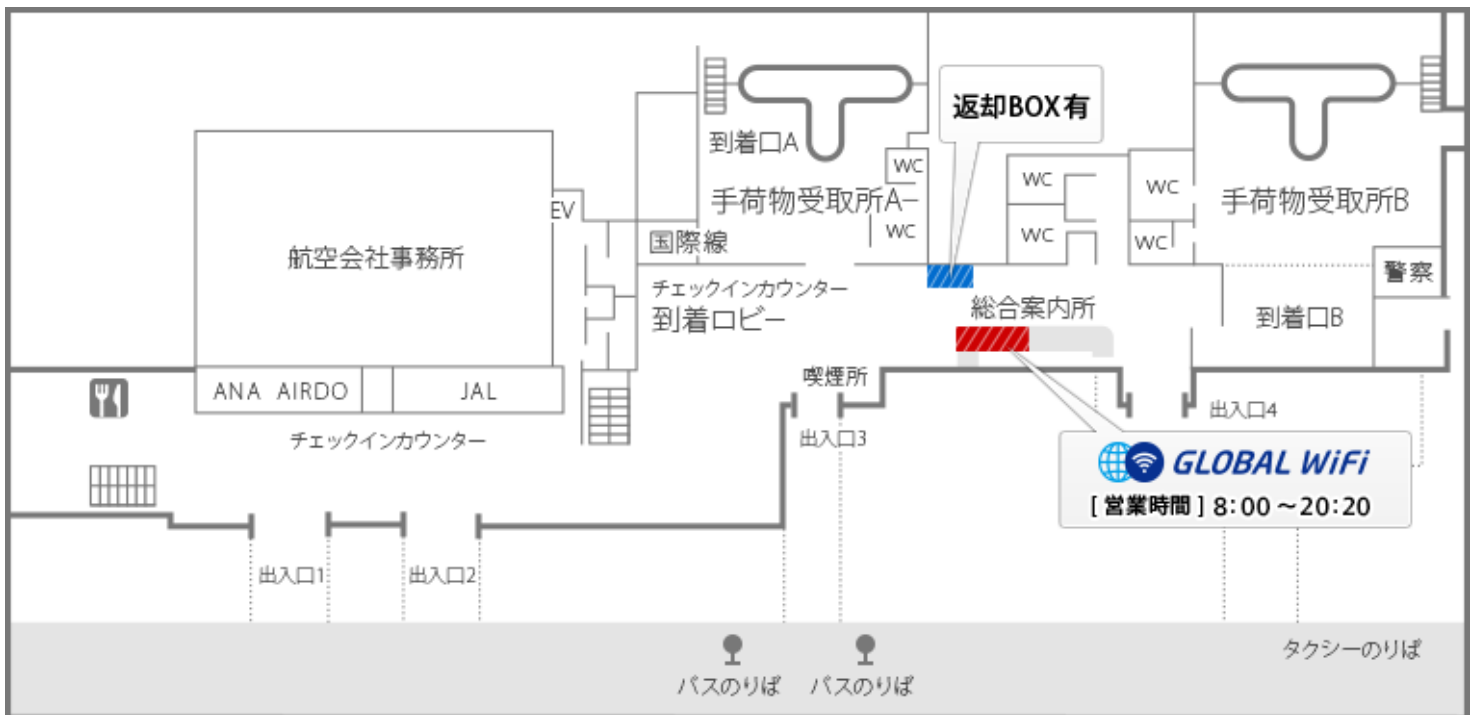 返却BOX有
到着口A
WC
WC
WC
手荷物受取所A
手荷物受取所B
EV
WC
WC
WC
国際線
航空会社事務所
警察
チェックインカウンター
到着ロビー
総合案内所
到着口B
喫煙所
ANA AIRDO
JAL
出入口4
チェックインカウンター
出入口3
GLOBAL WiFi
[ 営業時間 ] 8:00 ～20:20
出入口1
出入口2
タクシーのりば
バスのりば
バスのりば